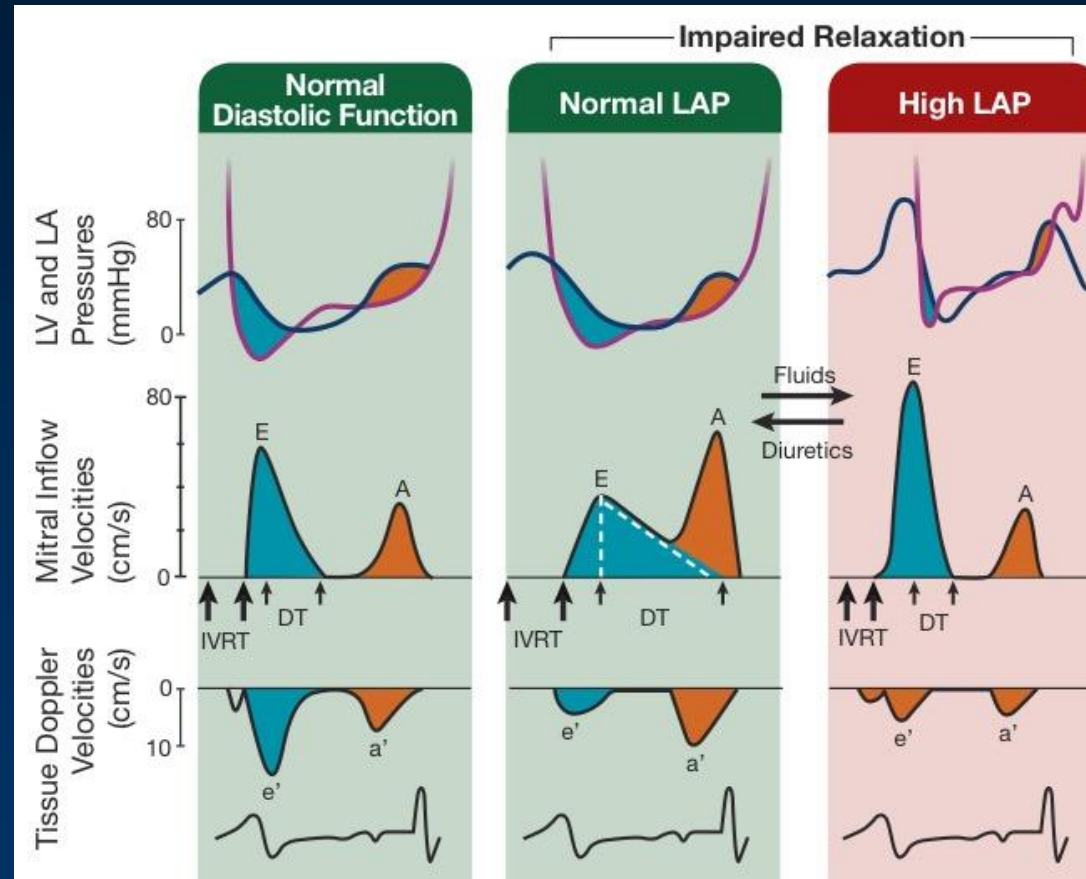 Impaired Relaxation
Normal
Diastolic Function
Normal LAP
High LAP
LV and LA
Pressures
(mmHg)
80
0
Mitral Inflow
Velocities
(cm/s)
80
0
E
A
IVRT
DT
E
A
IVRT
DT
Fluids
Diuretics
E
A
IVRT
DT
Tissue Doppler
Velocities
(cm/s)
0
10
e'
a'
e'
a'
e'
a'